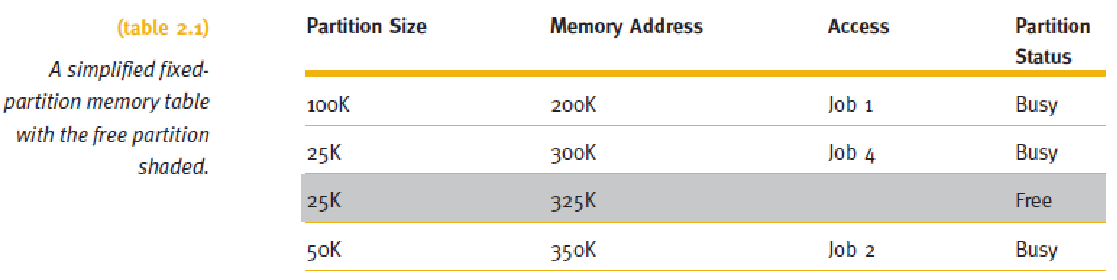 (table 2.1)
A simplified fixed-
partition memory table
with the free partition
shaded.
Partition Size Memory Address Access Partition
Status
100K 200K Job 1 Busy
25K 300K Job 4 Busy
25K 325K Free
50K 350K Job 2 Busy